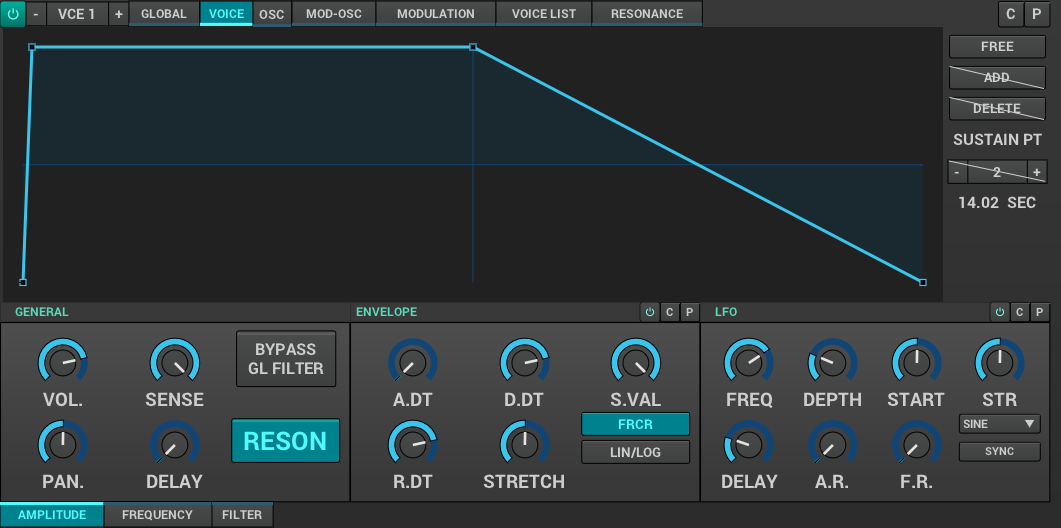 - VCE 1 + GLOBAL VOICE OSC MOD-OSC MODULATION VOICE LIST RESONANCE C P
FREE
ADD
DELETE
SUSTAIN PT
- 2 +
14.02 SEC
GENERAL
BYPASS
GL FILTER
VOL. SENSE
RESON
PAN. DELAY
ENVELOPE C P
A.DT D.DT S.VAL
FRCR
LIN/LOG
R.DT STRETCH
LFO C P
FREQ DEPTH START STR
SINE
SYNC
DELAY A.R. F.R.
AMPLITUDE FREQUENCY FILTER